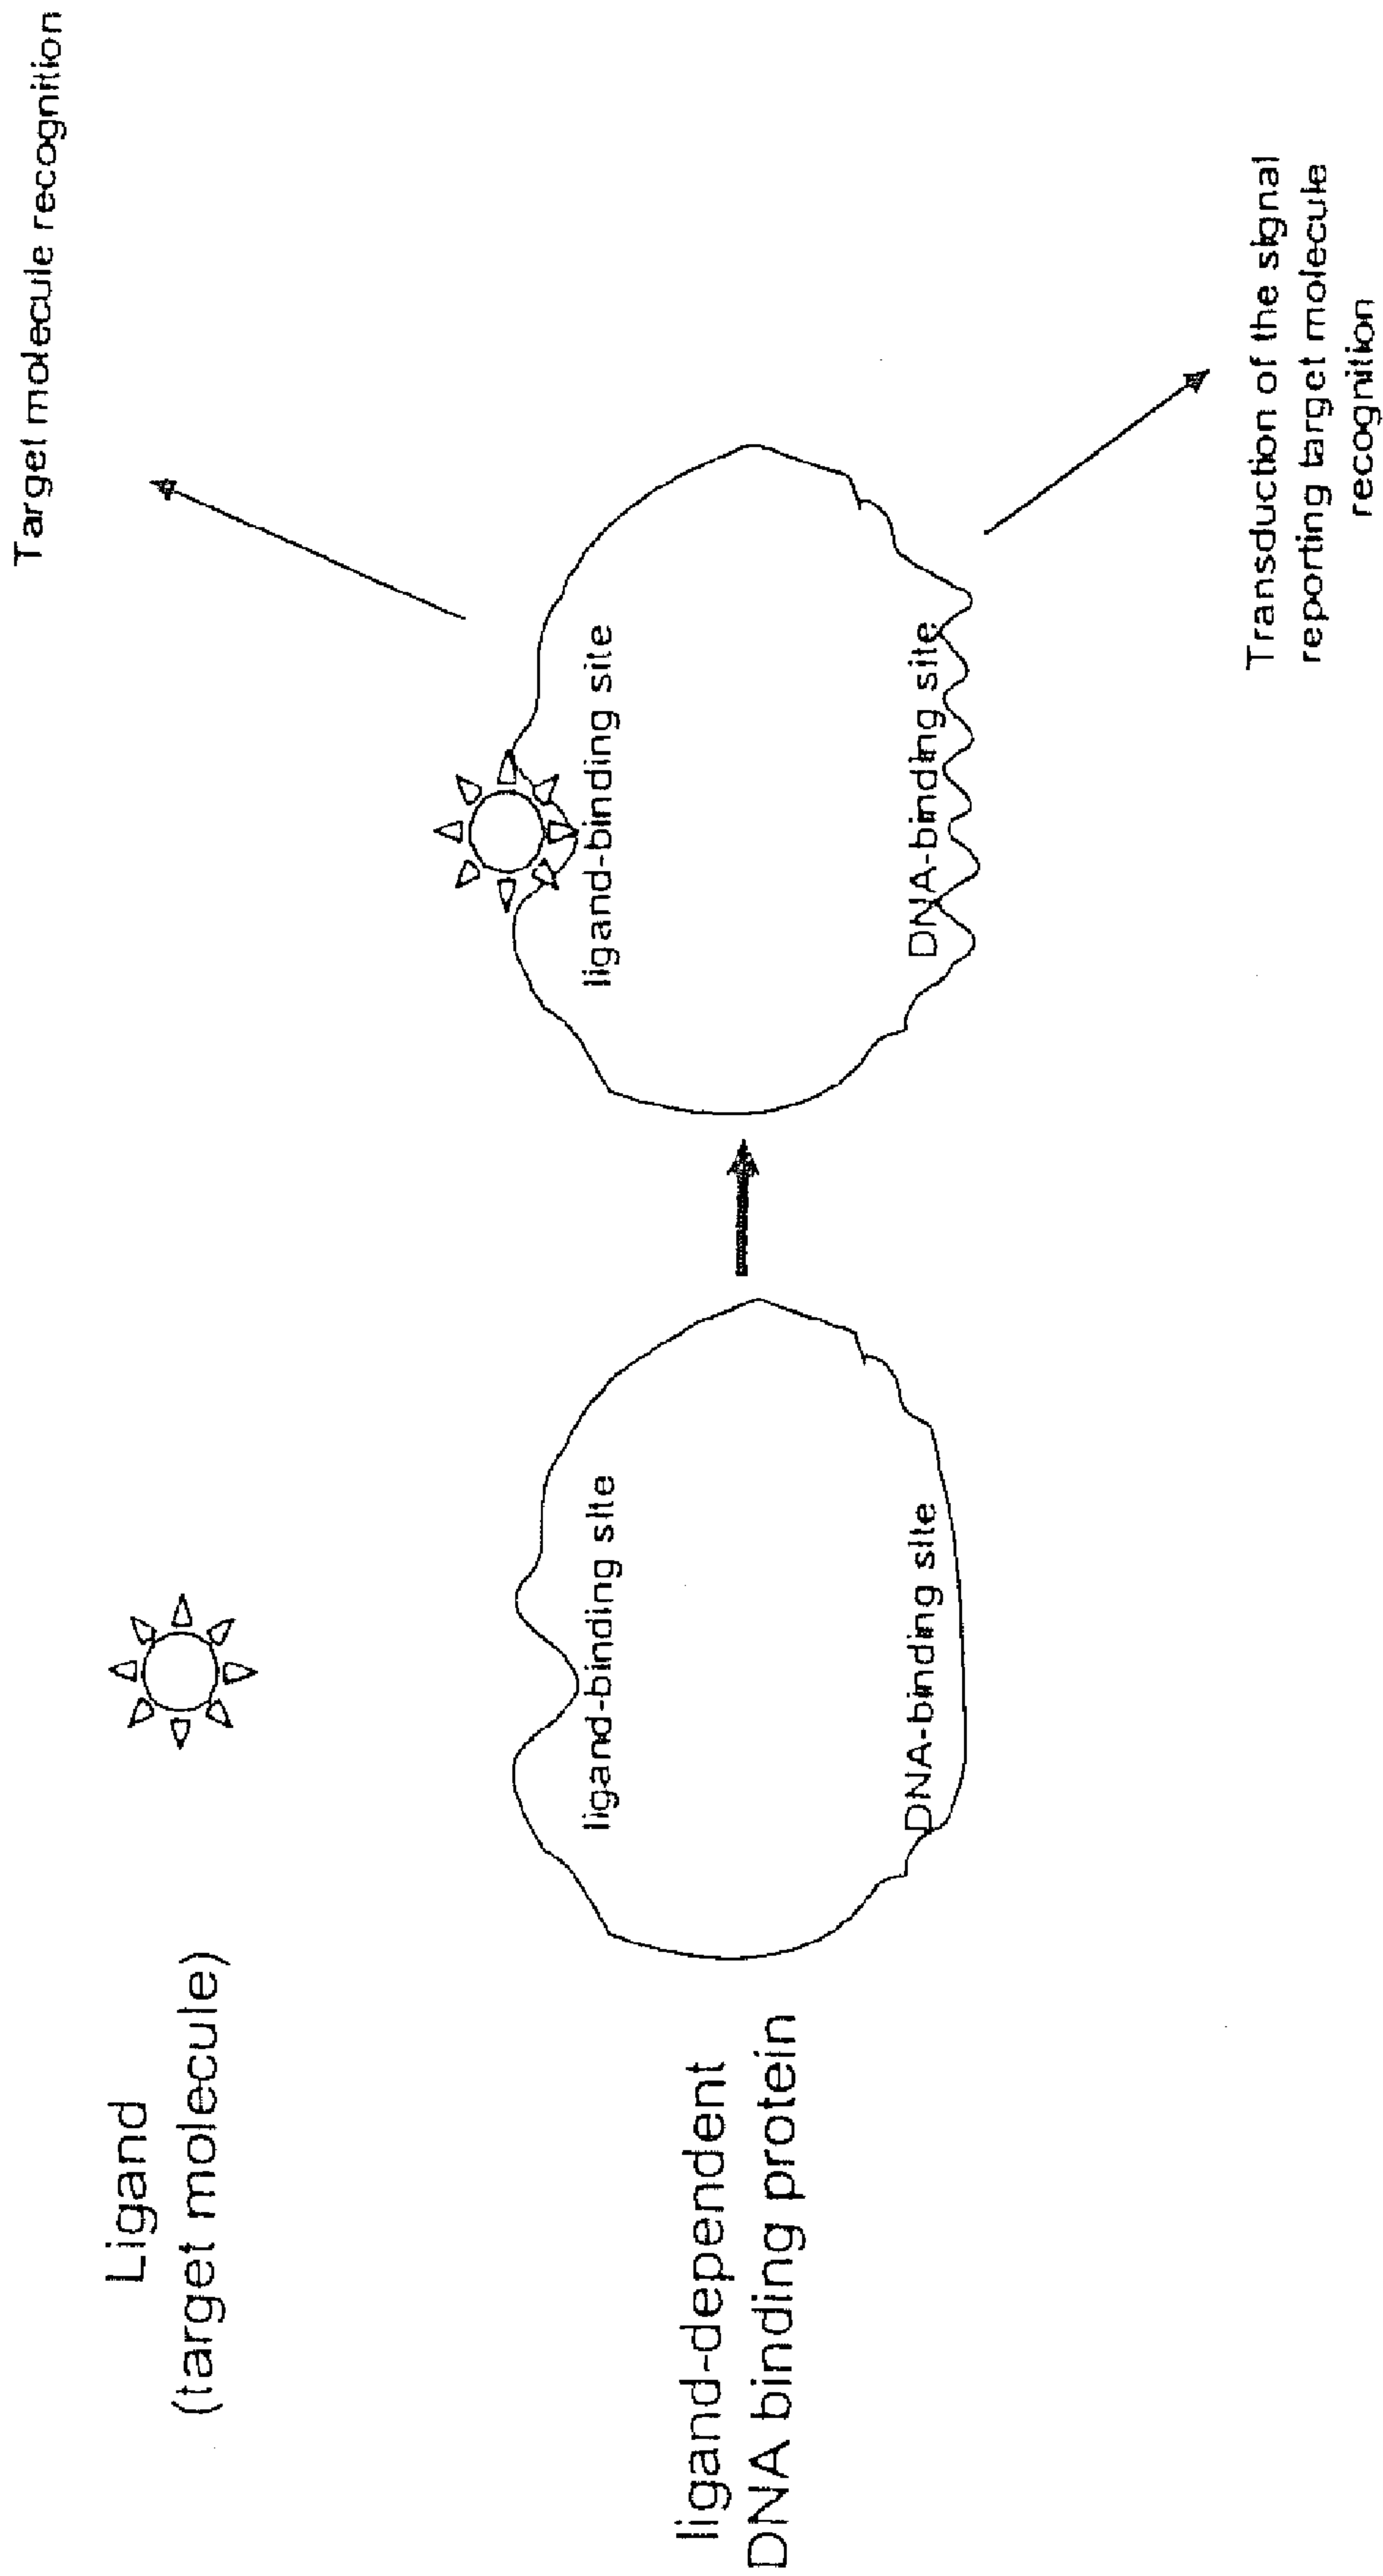 Ligand
(target molecule)
Target molecule recognition
ligand-dependent
DNA binding protein
ligand-binding site
DNA-binding site
ligand-binding site
DNA-binding site
Transduction of the signal
reporting target molecule
recognition